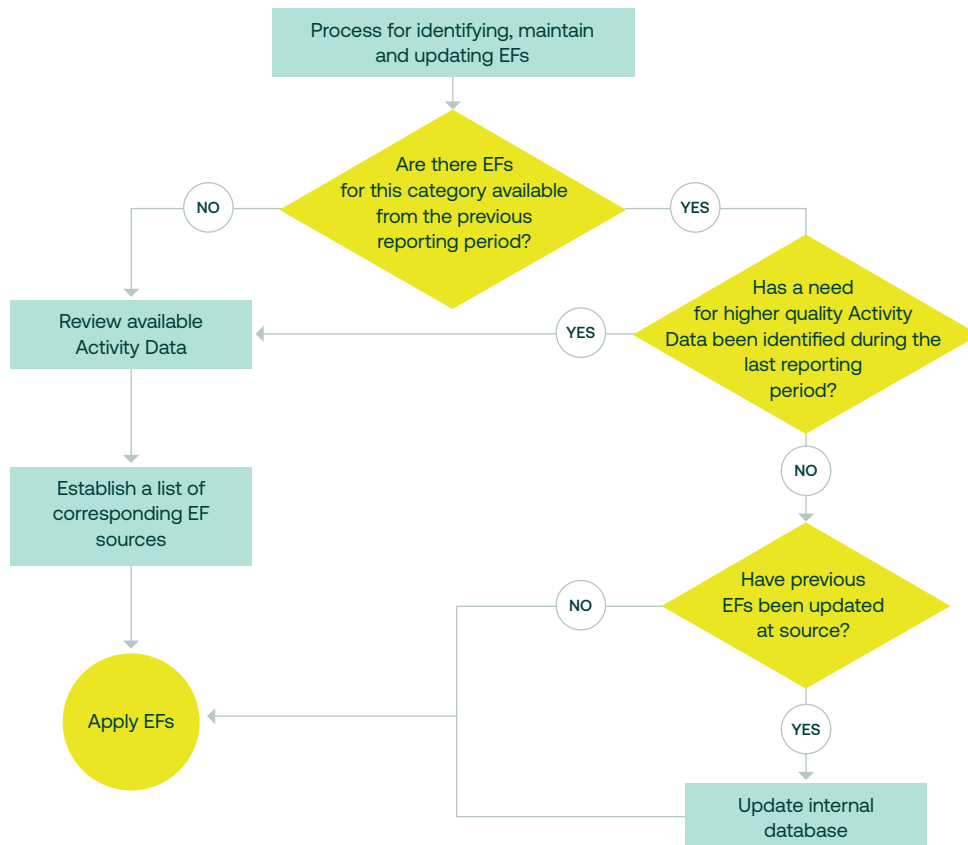 Process for identifying, maintain
and updating EFs
Are there EFs
for this category available
from the previous
reporting period?
NO
YES
Has a need
for higher quality Activity
Data been identified during the
last reporting
period?
YES
Review available
Activity Data
NO
Establish a list of
corresponding EF
sources
Have previous
EFs been updated
at source?
NO
Apply EFs
YES
Update internal
database